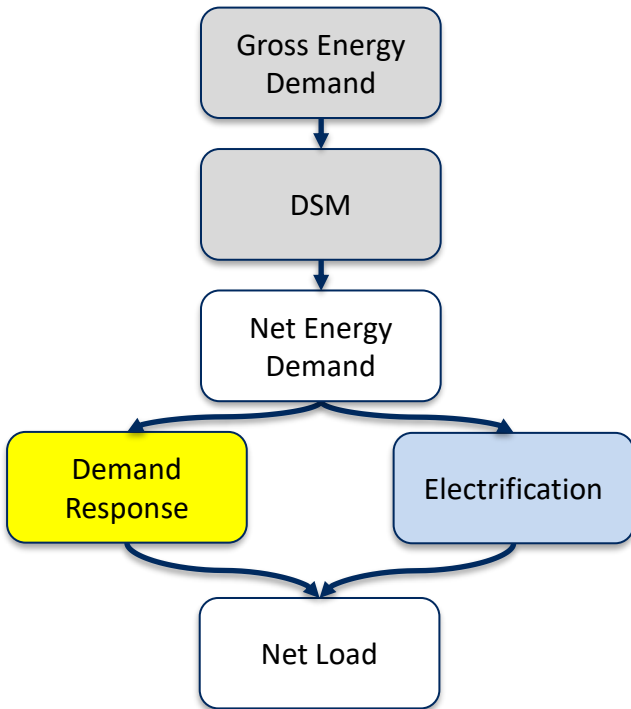 Gross Energy
Demand
DSM
Net Energy
Demand
Demand
Response
Electrification
Net Load